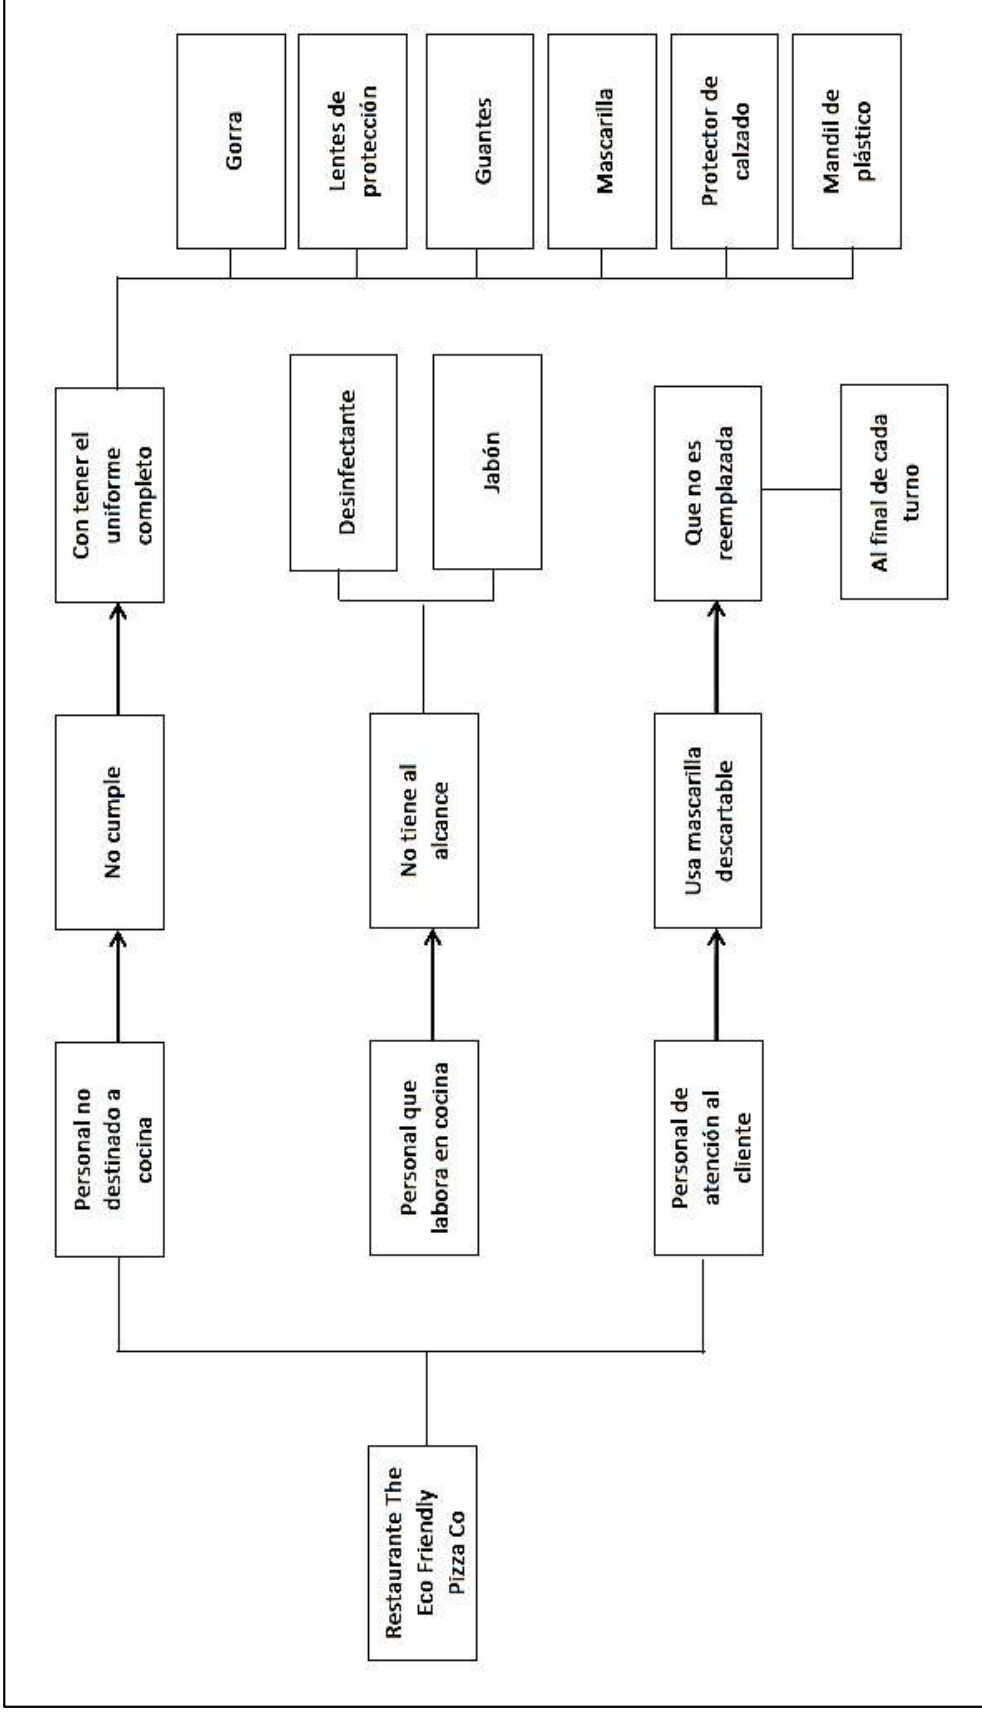 Restaurante The
Eco Friendly
Pizza Co
Personal no
destinado a
cocina
No cumple
Con tener el
uniforme
completo
Gorra
Lentes de
protección
Guantes
Mascarilla
Protector de
calzado
Mandil de
plástico
Personal que
labora en cocina
No tiene al
alcance
Desinfectante
Jabón
Personal de
atención al
cliente
Usa mascarilla
descartable
Que no es
reemplazada
Al final de cada
turno